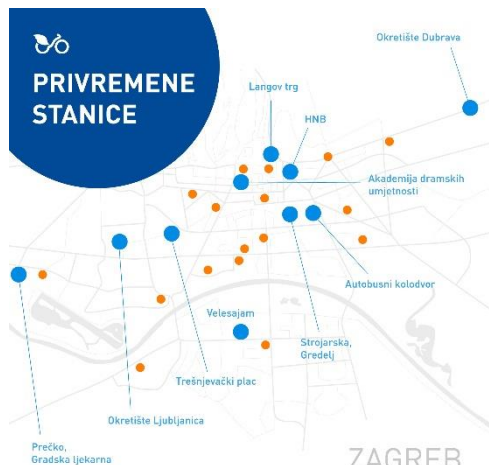 PRIVREMENE
STANICE
Okretište Dubrava
Langov trg
HNB
Akademija dramskih
umjetnosti
Autobusni kolodvor
Velesajam
Strojarska,
Gredelj
Trešnjevački plac
Okretište Ljubljanica
Prečko,
Gradska ljekarna
ZAGREB